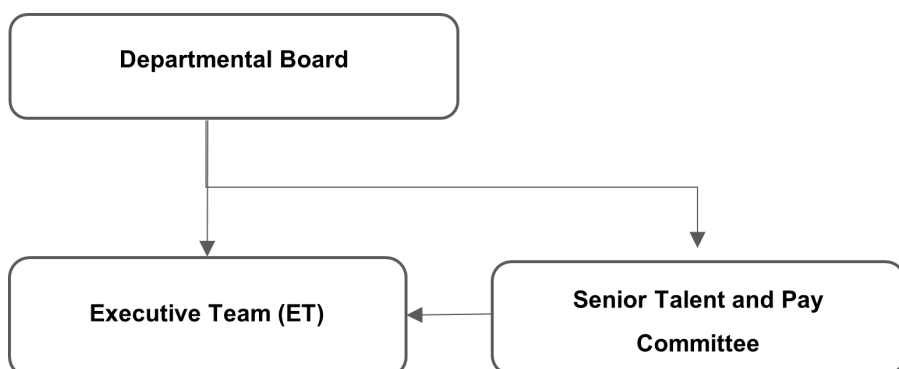 Departmental Board
Executive Team (ET)
Senior Talent and Pay
Committee